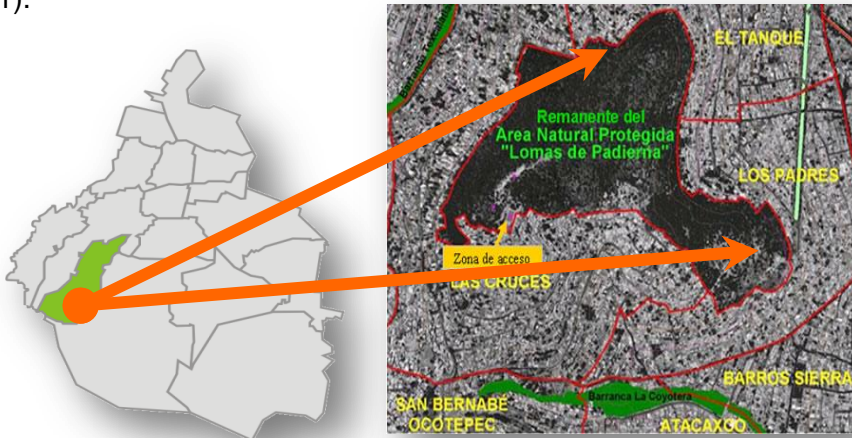 1).
EL TANQUE
Remanente del
Area Natural Protegida
"Lomas de Padierna"
LOS PADRES
Zona de acceso
LAS CRUCES
BARROS SIERRA
Barranca La Coyotera
SAN BERNABÉ
OCOTEPEC
ATACAXCO